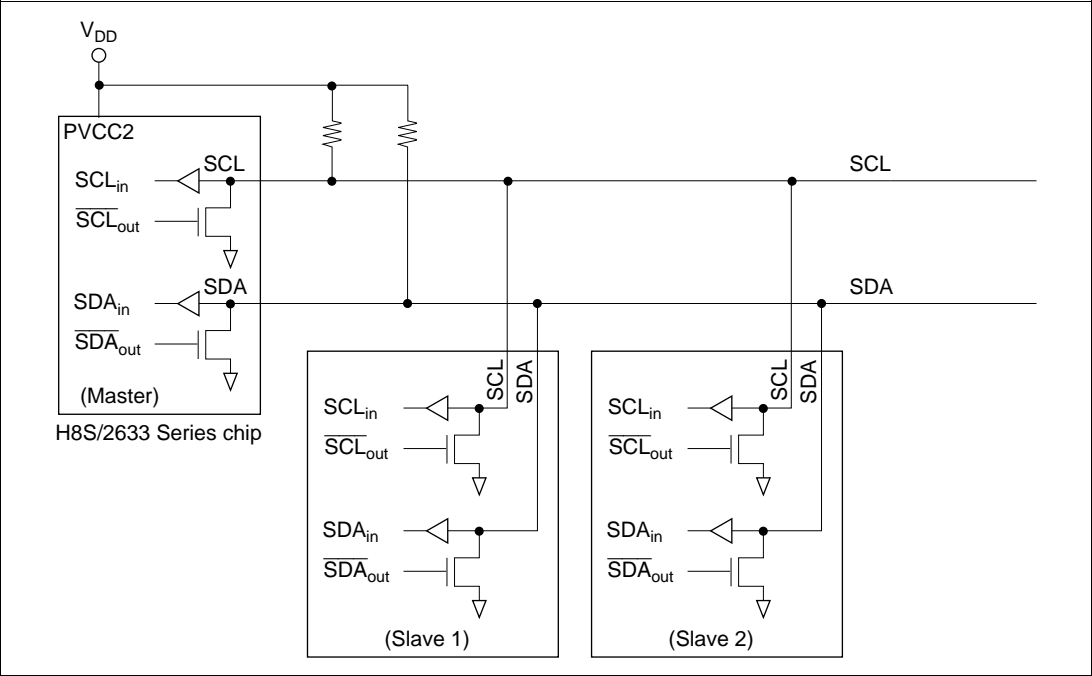 VDD
PVCC2
SCL
SCLin
SCLout
SDA
SDAin
SDAout
(Master)
H8S/2633 Series chip
SCL
SDA
SCL
SDA
SCLin
SCLout
SDAin
SDAout
(Slave 1)
SCL
SDA
SCLin
SCLout
SDAin
SDAout
(Slave 2)